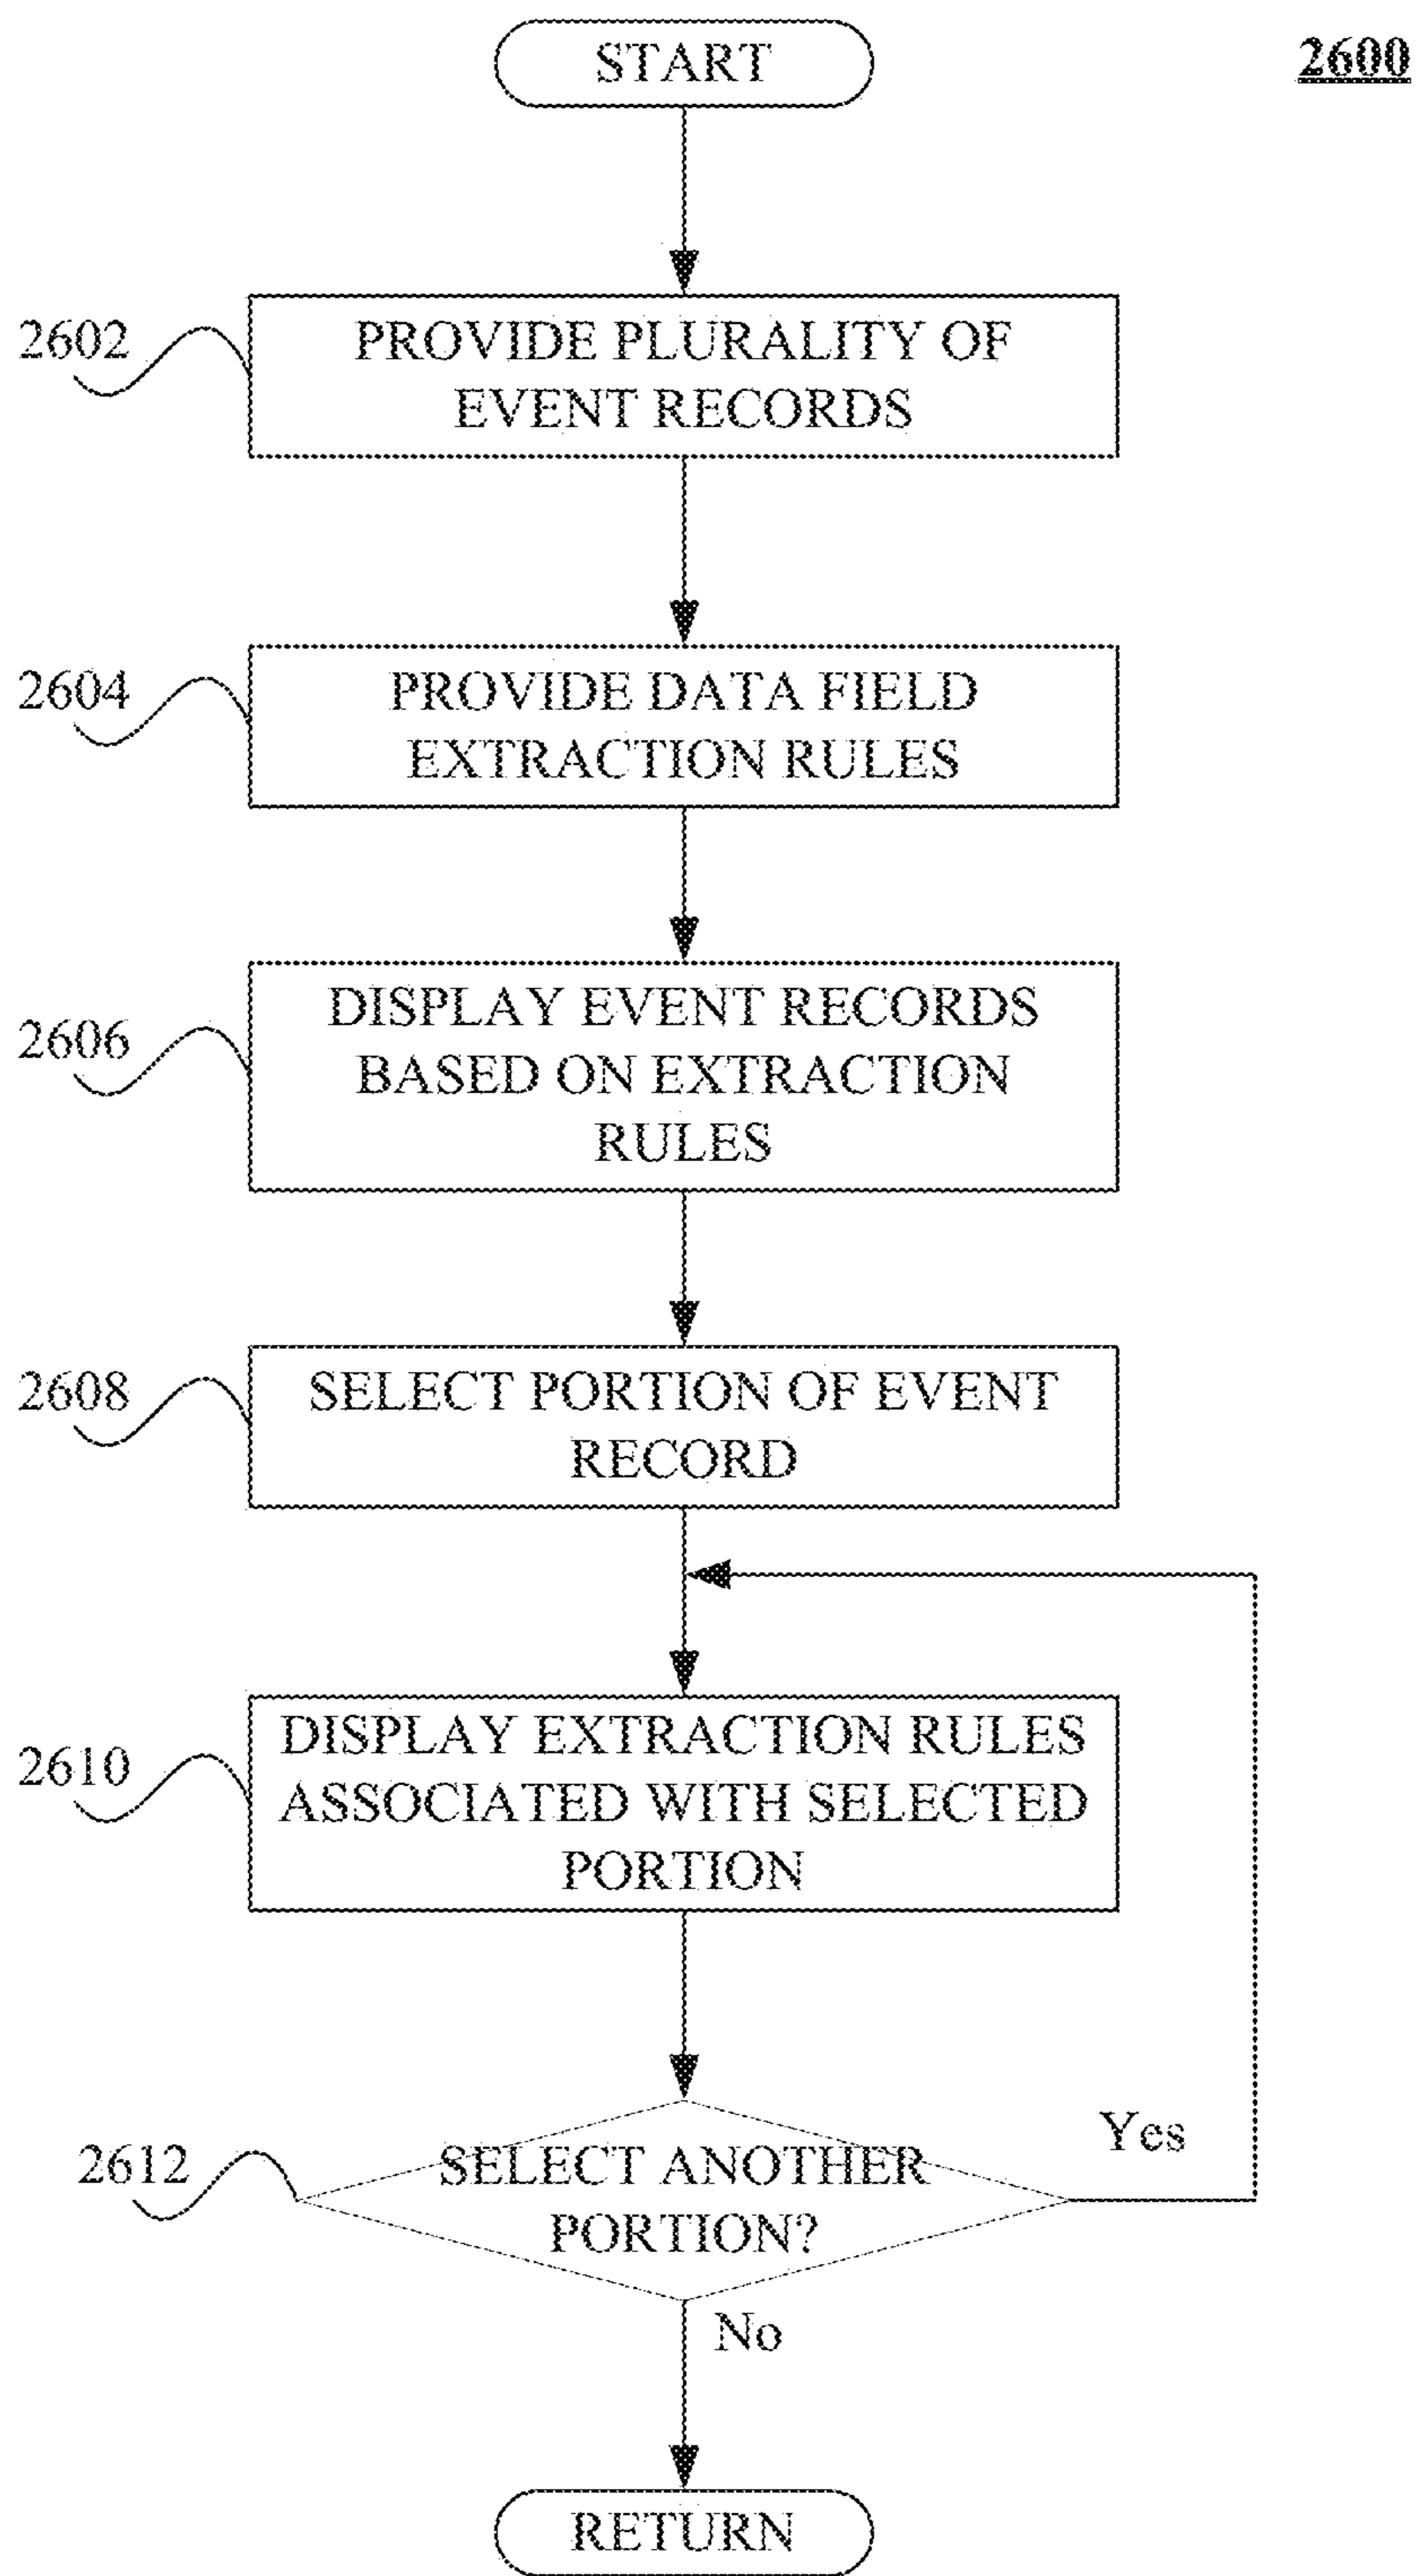 START
2600
2602
PROVIDE PLURALITY OF
EVENT RECORDS
2604
PROVIDE DATA FIELD
EXTRACTION RULES
2606
DISPLAY EVENT RECORDS
BASED ON EXTRACTION
RULES
2608
SELECT PORTION OF EVENT
RECORD
2610
DISPLAY EXTRACTION RULES
ASSOCIATED WITH SELECTED
PORTION
2612
SELECT ANOTHER
PORTION?
Yes
No
RETURN